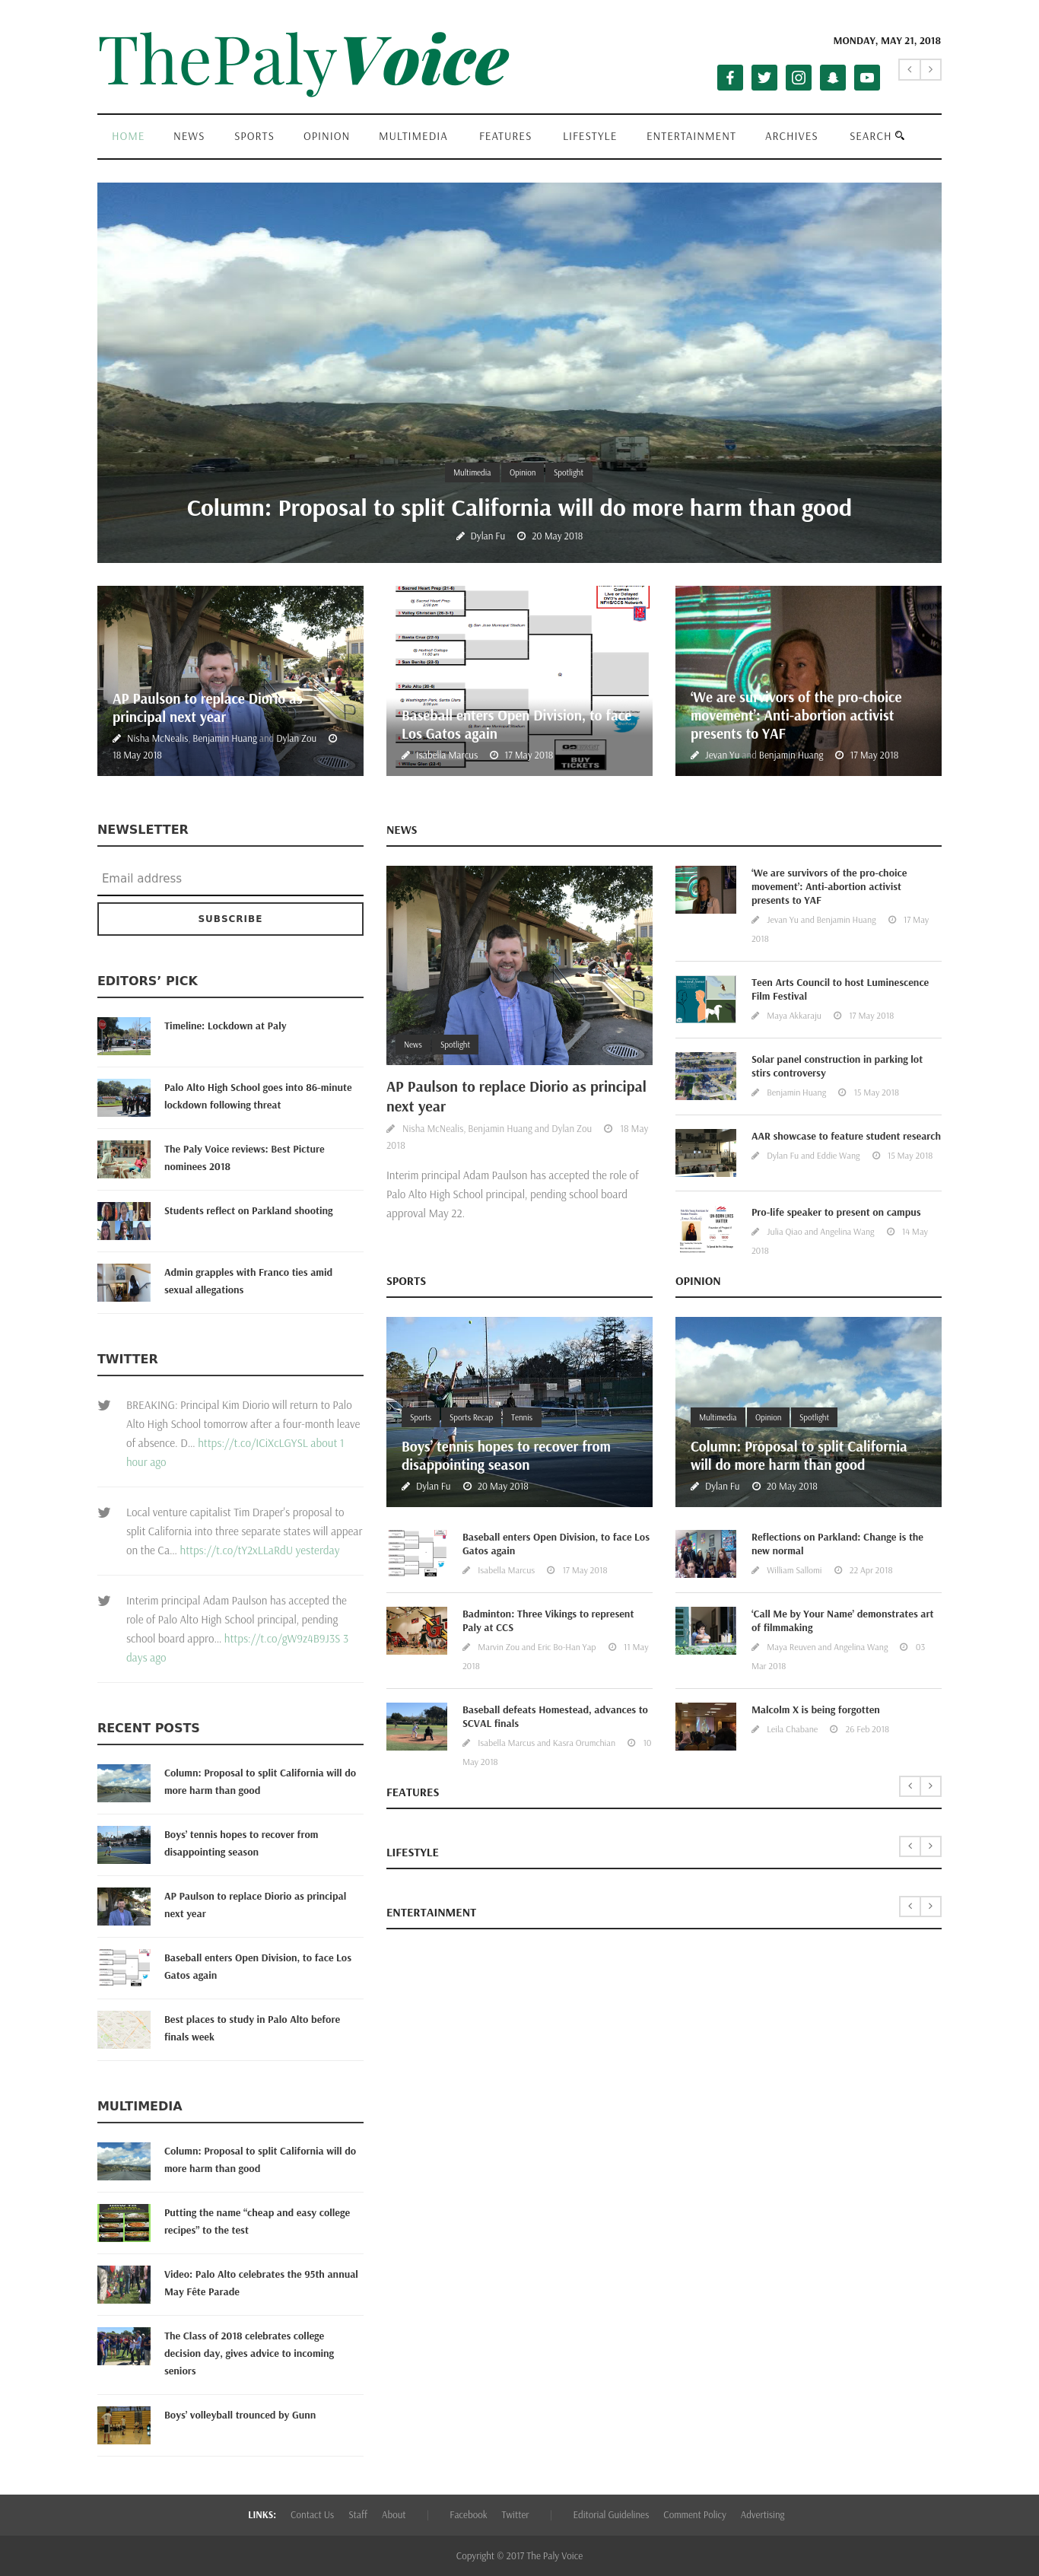 ThePalyVoice
MONDAY, MAY 21, 2018
HOME NEWS SPORTS OPINION MULTIMEDIA FEATURES LIFESTYLE ENTERTAINMENT ARCHIVES SEARCH
Multimedia Opinion Spotlight
Column: Proposal to split California will do more harm than good
Dylan Fu 20 May 2018
AP Paulson to replace Diorio as
principal next year
Nisha McNealis, Benjamin Huang and Dylan Zou
18 May 2018
Baseball enters Open Division, to face
Los Gatos again
Isabella Marcus 17 May 2018
BUY
TICKETS
‘We are survivors of the pro-choice
movement’: Anti-abortion activist
presents to YAF
Jevan Yu and Benjamin Huang 17 May 2018
NEWSLETTER
Email address
SUBSCRIBE
EDITORS’ PICK
Timeline: Lockdown at Paly
Palo Alto High School goes into 86-minute
lockdown following threat
The Paly Voice reviews: Best Picture
nominees 2018
Students reflect on Parkland shooting
Admin grapples with Franco ties amid
sexual allegations
TWITTER
BREAKING: Principal Kim Diorio will return to Palo
Alto High School tomorrow after a four-month leave
of absence. D... https://t.co/ICiXcLGYSL about 1
hour ago
Local venture capitalist Tim Draper's proposal to
split California into three separate states will appear
on the Ca... https://t.co/tY2xLLaRdU yesterday
Interim principal Adam Paulson has accepted the
role of Palo Alto High School principal, pending
school board appro... https://t.co/gW9z4B9J3S 3
days ago
RECENT POSTS
Column: Proposal to split California will do
more harm than good
Boys’ tennis hopes to recover from
disappointing season
AP Paulson to replace Diorio as principal
next year
Baseball enters Open Division, to face Los
Gatos again
Best places to study in Palo Alto before
finals week
MULTIMEDIA
Column: Proposal to split California will do
more harm than good
Putting the name “cheap and easy college
recipes” to the test
Video: Palo Alto celebrates the 95th annual
May Fête Parade
The Class of 2018 celebrates college
decision day, gives advice to incoming
seniors
Boys’ volleyball trounced by Gunn
NEWS
News Spotlight
AP Paulson to replace Diorio as principal
next year
Nisha McNealis, Benjamin Huang and Dylan Zou 18 May
2018
Interim principal Adam Paulson has accepted the role of
Palo Alto High School principal, pending school board
approval May 22.
‘We are survivors of the pro-choice
movement’: Anti-abortion activist
presents to YAF
Jevan Yu and Benjamin Huang 17 May
2018
Teen Arts Council to host Luminescence
Film Festival
Maya Akkaraju 17 May 2018
Solar panel construction in parking lot
stirs controversy
Benjamin Huang 15 May 2018
AAR showcase to feature student research
Dylan Fu and Eddie Wang 15 May 2018
Pro-life speaker to present on campus
Julia Qiao and Angelina Wang 14 May
2018
SPORTS
Sports Sports Recap Tennis
Boys’ tennis hopes to recover from
disappointing season
Dylan Fu 20 May 2018
Baseball enters Open Division, to face Los
Gatos again
Isabella Marcus 17 May 2018
Badminton: Three Vikings to represent
Paly at CCS
Marvin Zou and Eric Bo-Han Yap 11 May
2018
Baseball defeats Homestead, advances to
SCVAL finals
Isabella Marcus and Kasra Orumchian 10
May 2018
OPINION
Multimedia Opinion Spotlight
Column: Proposal to split California
will do more harm than good
Dylan Fu 20 May 2018
Reflections on Parkland: Change is the
new normal
William Sallomi 22 Apr 2018
‘Call Me by Your Name’ demonstrates art
of filmmaking
Maya Reuven and Angelina Wang 03
Mar 2018
Malcolm X is being forgotten
Leila Chabane 26 Feb 2018
FEATURES
LIFESTYLE
ENTERTAINMENT
LINKS: Contact Us Staff About | Facebook Twitter | Editorial Guidelines Comment Policy Advertising
Copyright © 2017 The Paly Voice